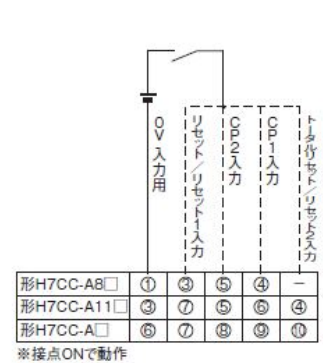 0V入力用
リセット/リセット1入力
CP2入力
CP1入力
トータルリセット/リセット2入力
形H7CC-A8□ ① ③ ⑤ ④ −
形H7CC-A11□ ③ ⑦ ⑤ ⑥ ④
形H7CC-A□ ⑥ ⑦ ⑧ ⑨ ⑩
※接点ONで動作